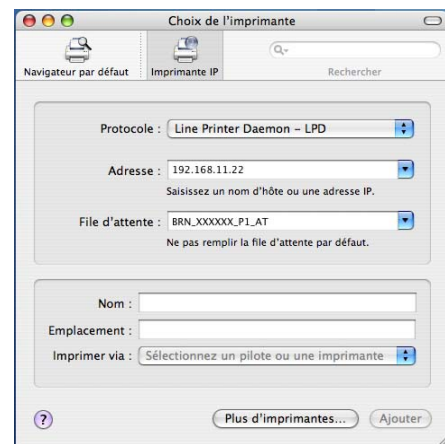 Choix de l'imprimante
Navigateur par défaut
Imprimante IP
Rechercher
Protocole : Line Printer Daemon – LPD
Adresse : 192.168.11.22
Saisissez un nom d'hôte ou une adresse IP.
File d'attente : BRN_XXXXXX_P1_AT
Ne pas remplir la file d'attente par défaut.
Nom :
Emplacement :
Imprimer via : Sélectionnez un pilote ou une imprimante
? Plus d'imprimantes... Ajouter